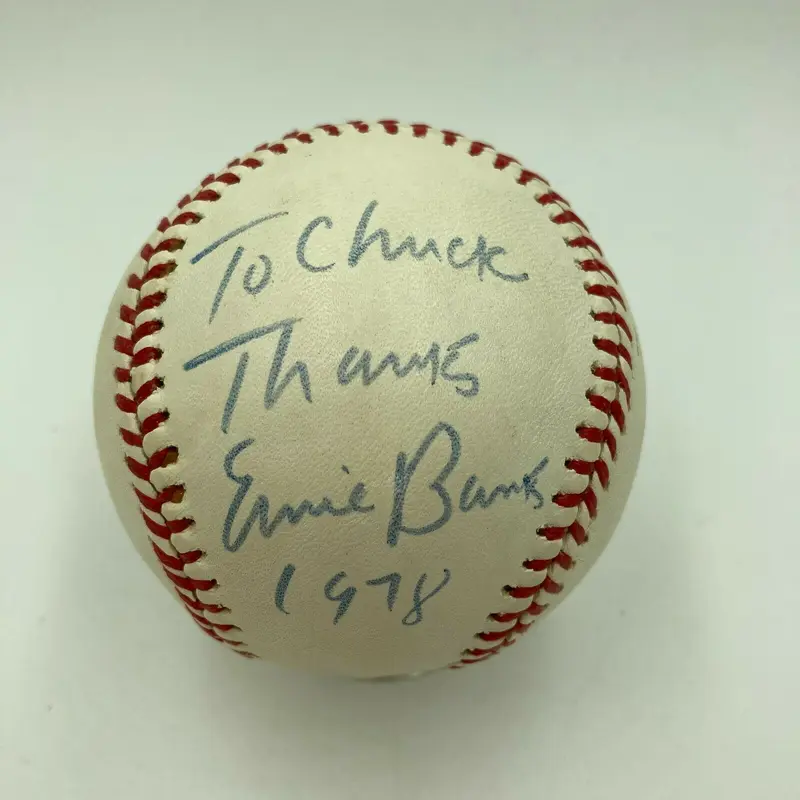 To Chuck
Thanks
Ernie Banks
1978